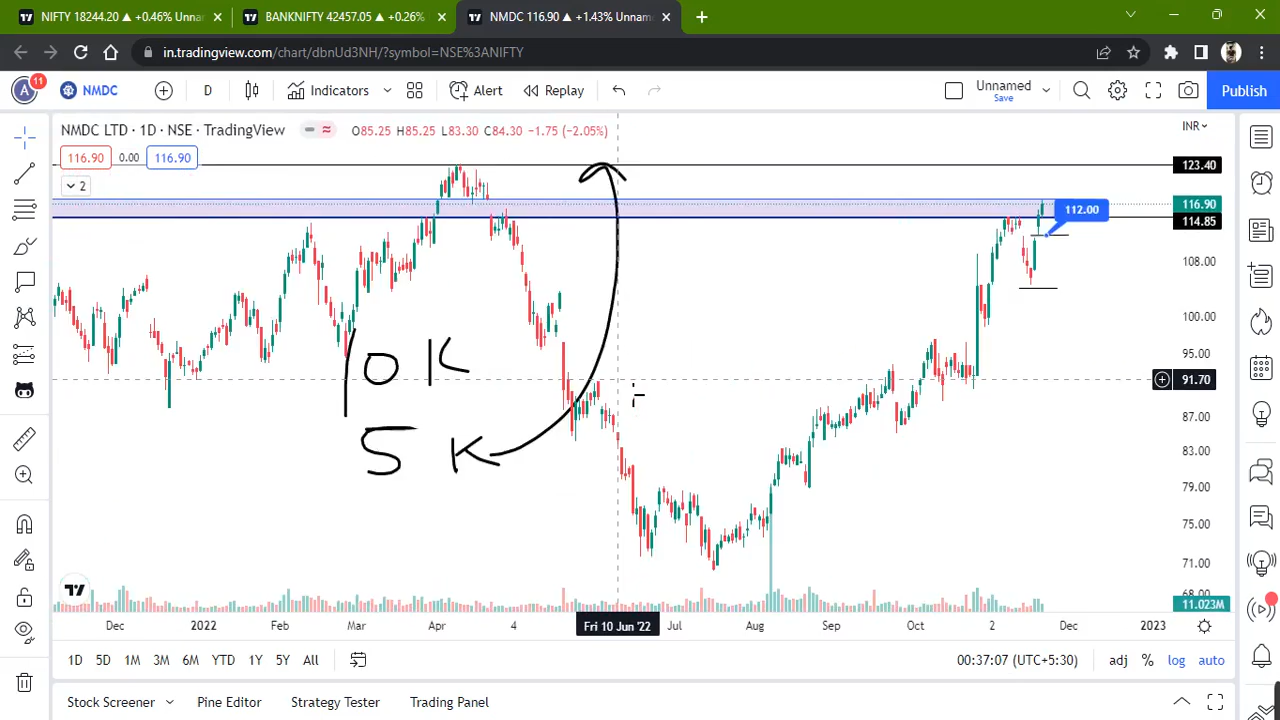 NIFTY 18244.20 ▲ +0.46% Unnar
BANKNIFTY 42457.05 ▲ +0.26%
NMDC 116.90 ▲ +1.43% Unnam
in.tradingview.com/chart/dbnUd3NH/?symbol=NSE%3ANIFTY
A 11 NMDC D Indicators Alert Replay Unnamed Save Publish
NMDC LTD · 1D · NSE · TradingView O85.25 H85.25 L83.30 C84.30 -1.75 (-2.05%) INR
116.90 0.00 116.90
2
123.40
116.90
112.00
114.85
108.00
100.00
95.00
10 K
91.70
87.00
5 K
83.00
79.00
75.00
71.00
68.00
11.023M
Dec 2022 Feb Mar Apr 4 Fri 10 Jun '22 Jul Aug Sep Oct 2 Dec 2023
1D 5D 1M 3M 6M YTD 1Y 5Y All 00:37:07 (UTC+5:30) adj % log auto
Stock Screener Pine Editor Strategy Tester Trading Panel